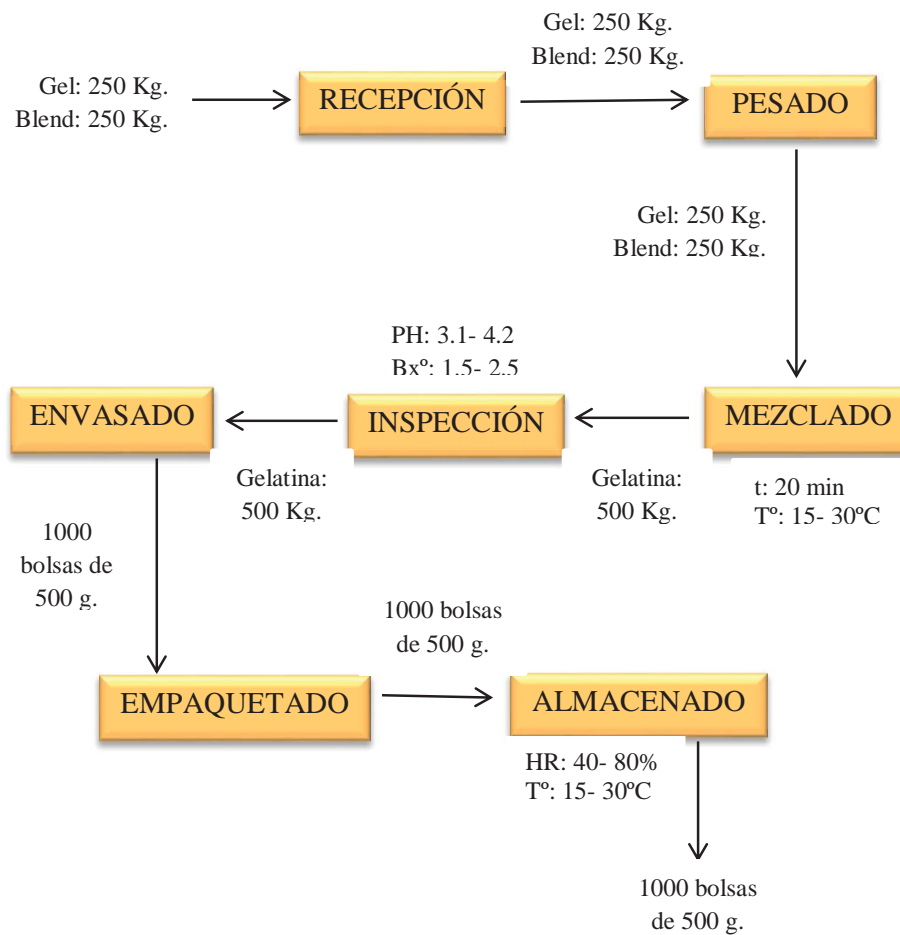 Gel: 250 Kg.
Blend: 250 Kg.
RECEPCIÓN
Gel: 250 Kg.
Blend: 250 Kg.
PESADO
Gel: 250 Kg.
Blend: 250 Kg.
MEZCLADO
t: 20 min
Tº: 15- 30ºC
Gelatina:
500 Kg.
PH: 3.1- 4.2
Bxº: 1.5- 2.5
INSPECCIÓN
Gelatina:
500 Kg.
ENVASADO
1000
bolsas de
500 g.
EMPAQUETADO
1000 bolsas
de 500 g.
ALMACENADO
HR: 40- 80%
Tº: 15- 30ºC
1000 bolsas
de 500 g.